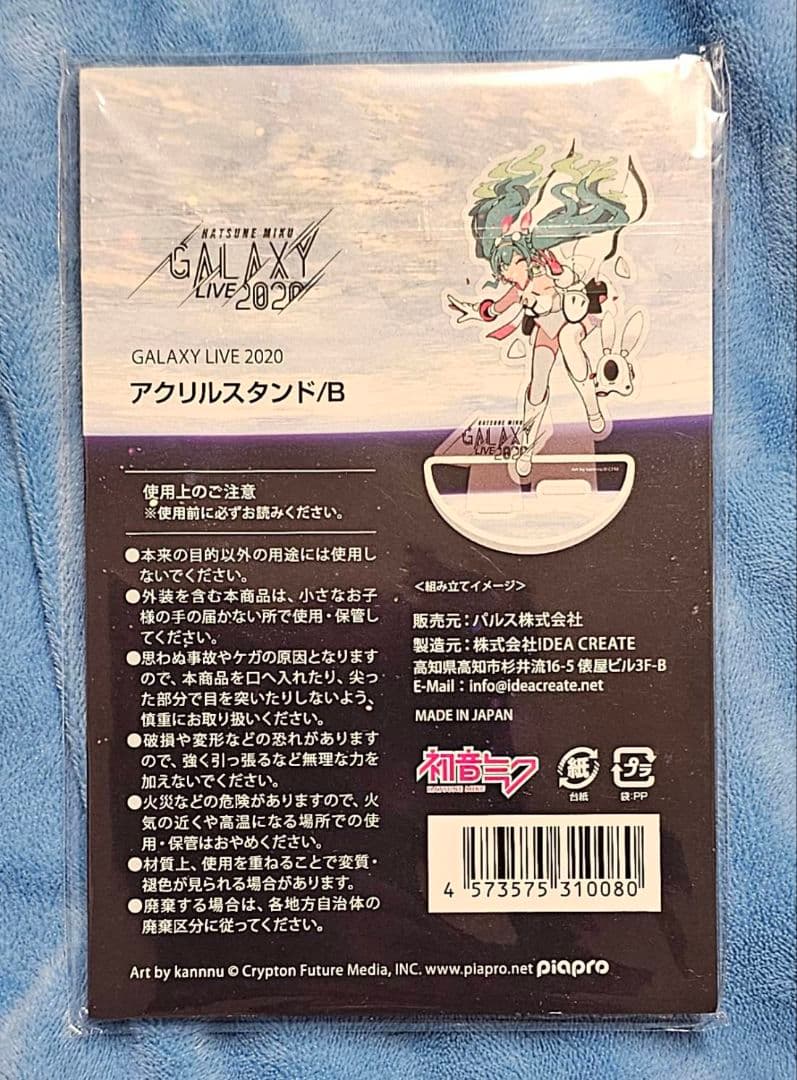 HATSUNE MIKU
GALAXY
LIVE 2020
GALAXY LIVE 2020
アクリルスタンド/B
HATSUNE MIKU
GALAXY
LIVE 2020
Art by kannnu © CFM
使用上のご注意
※使用前に必ずお読みください。
●本来の目的以外の用途には使用し
ないでください。
●外装を含む本商品は、小さなお子
様の手の届かない所で使用・保管し
てください。
●思わぬ事故やケガの原因となります
ので、本商品を口へ入れたり、尖っ
た部分で目を突いたりしないよう、
慎重にお取り扱いください。
●破損や変形などの恐れがあります
ので、強く引っ張るなど無理な力を
加えないでください。
●火災などの危険がありますので、火
気の近くや高温になる場所での使
用・保管はおやめください。
●材質上、使用を重ねることで変質・
褪色が見られる場合があります。
●廃棄する場合は、各地方自治体の
廃棄区分に従ってください。
<組み立てイメージ>
販売元：パルス株式会社
製造元：株式会社IDEA CREATE
高知県高知市杉井流16-5 俵屋ビル3F-B
E-Mail：info@ideacreate.net
MADE IN JAPAN
初音ミク
HATSUNE MIKU
紙
台紙
プラ
袋:PP
4 573575 310080
Art by kannnu © Crypton Future Media, INC. www.piapro.net piapro